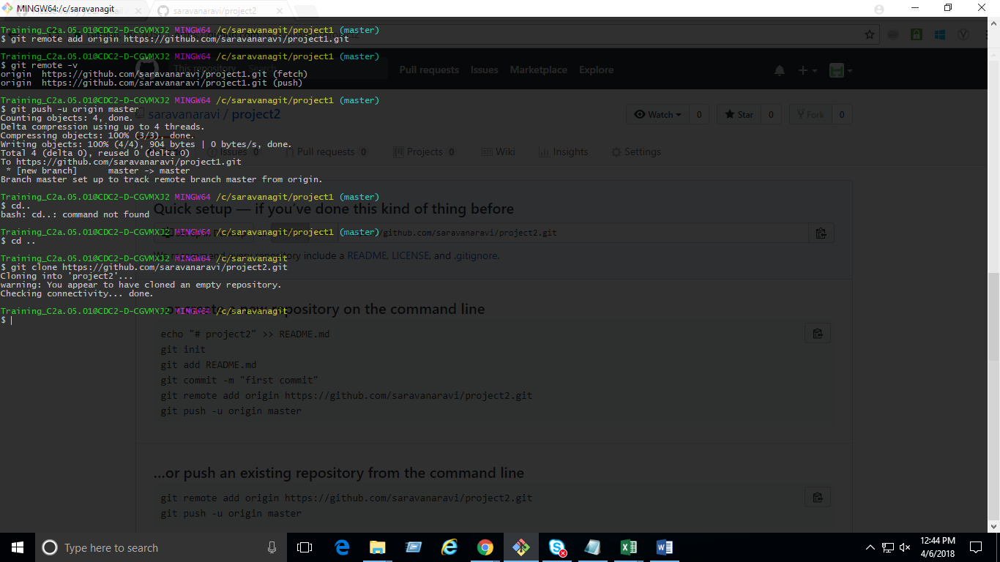 MINGW64:/c/saravanagit
saravanaravi/project2
Training_C2a.05.01@CDC2-D-CGVMXJ2 MINGW64 /c/saravanagit/project1 (master)
$ git remote add origin https://github.com/saravanaravi/project1.git
Training_C2a.05.01@CDC2-D-CGVMXJ2 MINGW64 /c/saravanagit/project1 (master)
$ git remote -v
origin https://github.com/saravanaravi/project1.git (fetch)
origin https://github.com/saravanaravi/project1.git (push)
This repository Search
Pull requests Issues Marketplace Explore
Training_C2a.05.01@CDC2-D-CGVMXJ2 MINGW64 /c/saravanagit/project1 (master)
$ git push -u origin master
Counting objects: 4, done.
Delta compression using up to 4 threads.
Compressing objects: 100% (3/3), done.
Writing objects: 100% (4/4), 904 bytes | 0 bytes/s, done.
Total 4 (delta 0), reused 0 (delta 0)
To https://github.com/saravanaravi/project1.git
* [new branch] master -> master
Branch master set up to track remote branch master from origin.
saravanaravi / project2
Watch 0 Star 0 Fork 0
Issues 0 Pull requests 0 Projects 0 Wiki Insights Settings
Training_C2a.05.01@CDC2-D-CGVMXJ2 MINGW64 /c/saravanagit/project1 (master)
$ cd..
bash: cd..: command not found
Training_C2a.05.01@CDC2-D-CGVMXJ2 MINGW64 /c/saravanagit/project1 (master)
$ cd ..
Training_C2a.05.01@CDC2-D-CGVMXJ2 MINGW64 /c/saravanagit
$ git clone https://github.com/saravanaravi/project2.git
Cloning into 'project2'...
warning: You appear to have cloned an empty repository.
Checking connectivity... done.
Training_C2a.05.01@CDC2-D-CGVMXJ2 MINGW64 /c/saravanagit
$
Quick setup — if you've done this kind of thing before
/github.com/saravanaravi/project2.git
We recommend every repository include a README, LICENSE, and .gitignore.
…or create a new repository on the command line
echo "# project2" >> README.md
git init
git add README.md
git commit -m "first commit"
git remote add origin https://github.com/saravanaravi/project2.git
git push -u origin master
…or push an existing repository from the command line
git remote add origin https://github.com/saravanaravi/project2.git
git push -u origin master
Type here to search
12:44 PM
4/6/2018